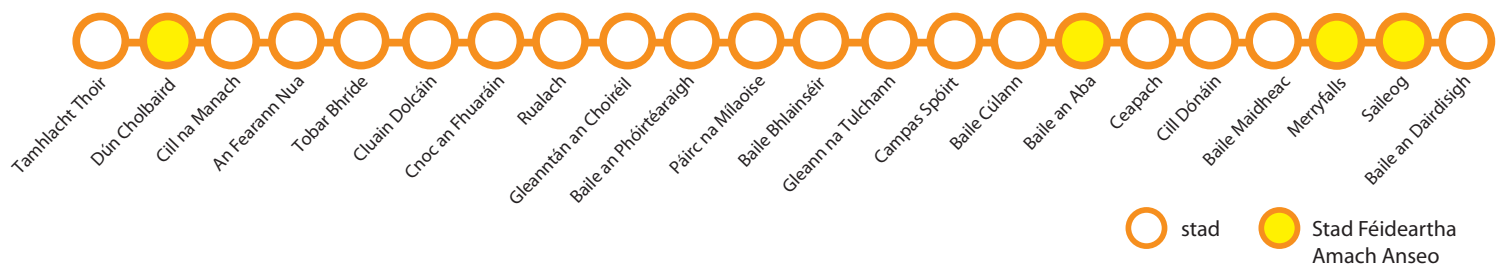 Tamhlacht Thoir
Dún Cholbaird
Cill na Manach
An Fearann Nua
Tobar Bhríde
Cluain Dolcáin
Cnoc an Fhuaráin
Rualach
Gleanntán an Choiréil
Baile an Phóirtéaraigh
Páirc na Mílaoise
Baile Bhlainséir
Gleann na Tulchann
Campas Spóirt
Baile Cúlann
Baile an Aba
Ceapach
Cill Dónáin
Baile Maidheac
Merryfalls
Saileog
Baile an Dairdisigh
stad
Stad Féideartha
Amach Anseo